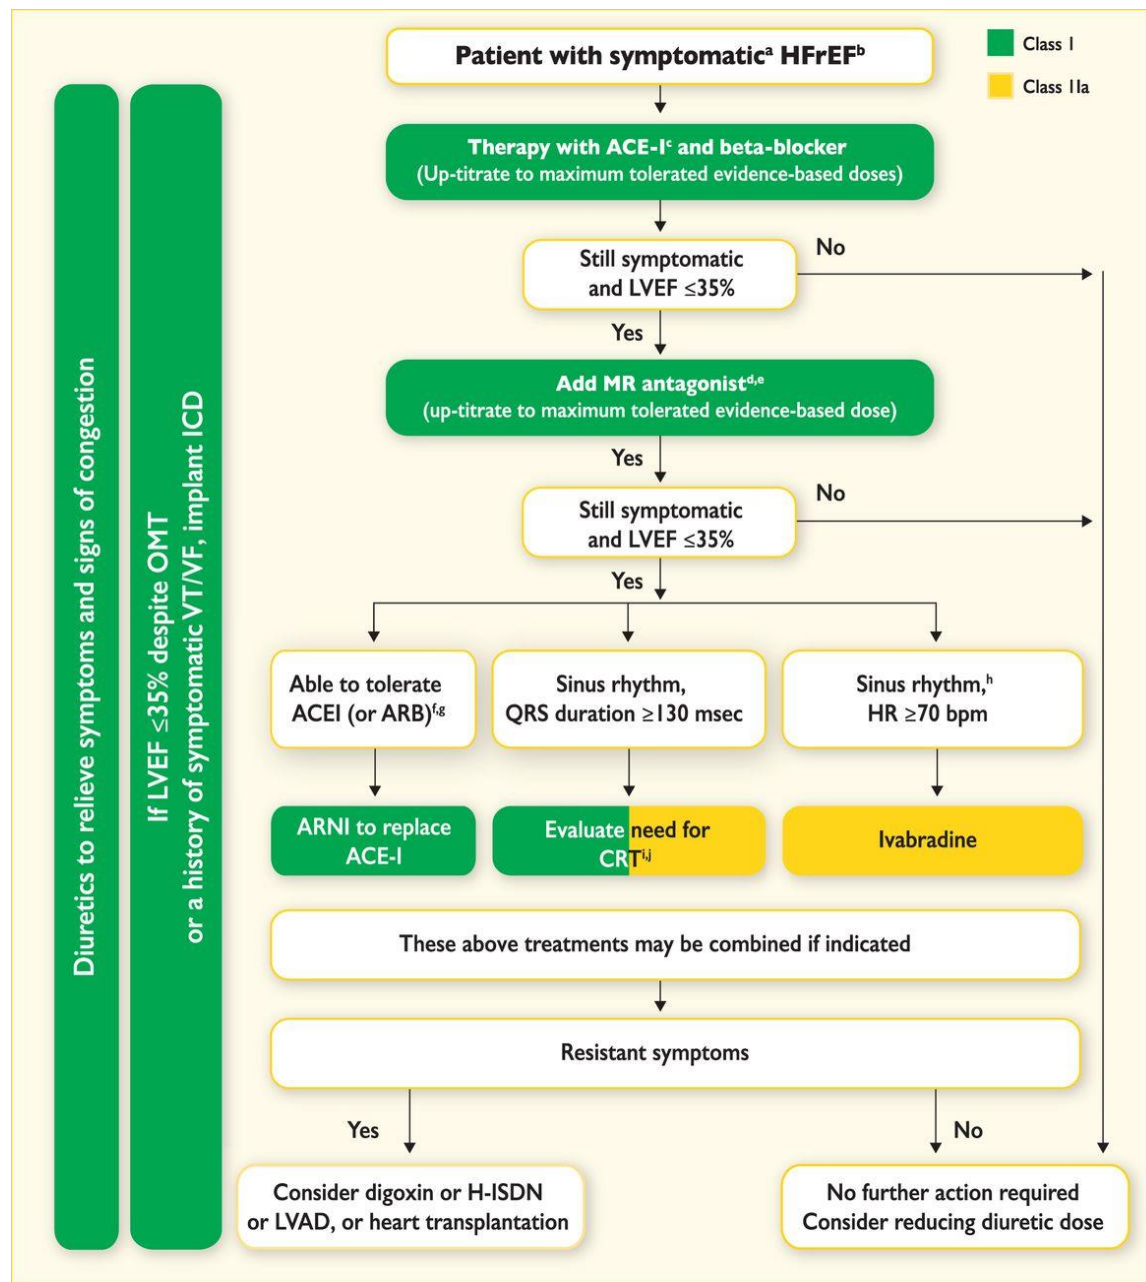 Patient with symptomaticᵃ HFrEFᵇ
Class I
Class IIa
Diuretics to relieve symptoms and signs of congestion
If LVEF ≤35% despite OMT
or a history of symptomatic VT/VF, implant ICD
Therapy with ACE-Iᶜ and beta-blocker
(Up-titrate to maximum tolerated evidence-based doses)
Still symptomatic
and LVEF ≤35%
No
Yes
Add MR antagonistᵈ,ᵉ
(up-titrate to maximum tolerated evidence-based dose)
Yes
Still symptomatic
and LVEF ≤35%
No
Yes
Able to tolerate
ACEI (or ARB)ᶠ,ᵍ
Sinus rhythm,
QRS duration ≥130 msec
Sinus rhythm,ʰ
HR ≥70 bpm
ARNI to replace
ACE-I
Evaluate need for
CRTⁱ,ʲ
Ivabradine
These above treatments may be combined if indicated
Resistant symptoms
Yes
No
Consider digoxin or H-ISDN
or LVAD, or heart transplantation
No further action required
Consider reducing diuretic dose